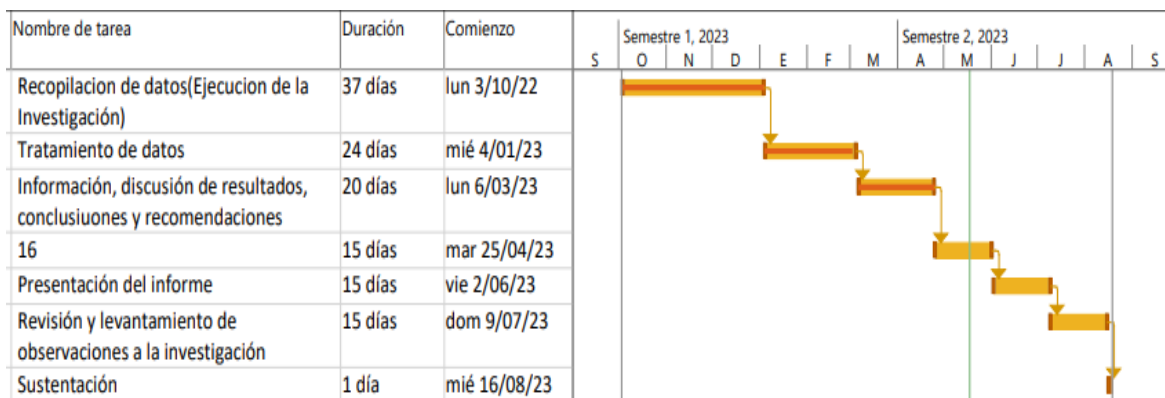 Nombre de tarea Duración Comienzo
Semestre 1, 2023 Semestre 2, 2023
S O N D E F M A M J J A S
Recopilacion de datos(Ejecucion de la 37 días lun 3/10/22
Investigación)
Tratamiento de datos 24 días mié 4/01/23
Información, discusión de resultados, 20 días lun 6/03/23
conclusiuones y recomendaciones
16 15 días mar 25/04/23
Presentación del informe 15 días vie 2/06/23
Revisión y levantamiento de 15 días dom 9/07/23
observaciones a la investigación
Sustentación 1 día mié 16/08/23